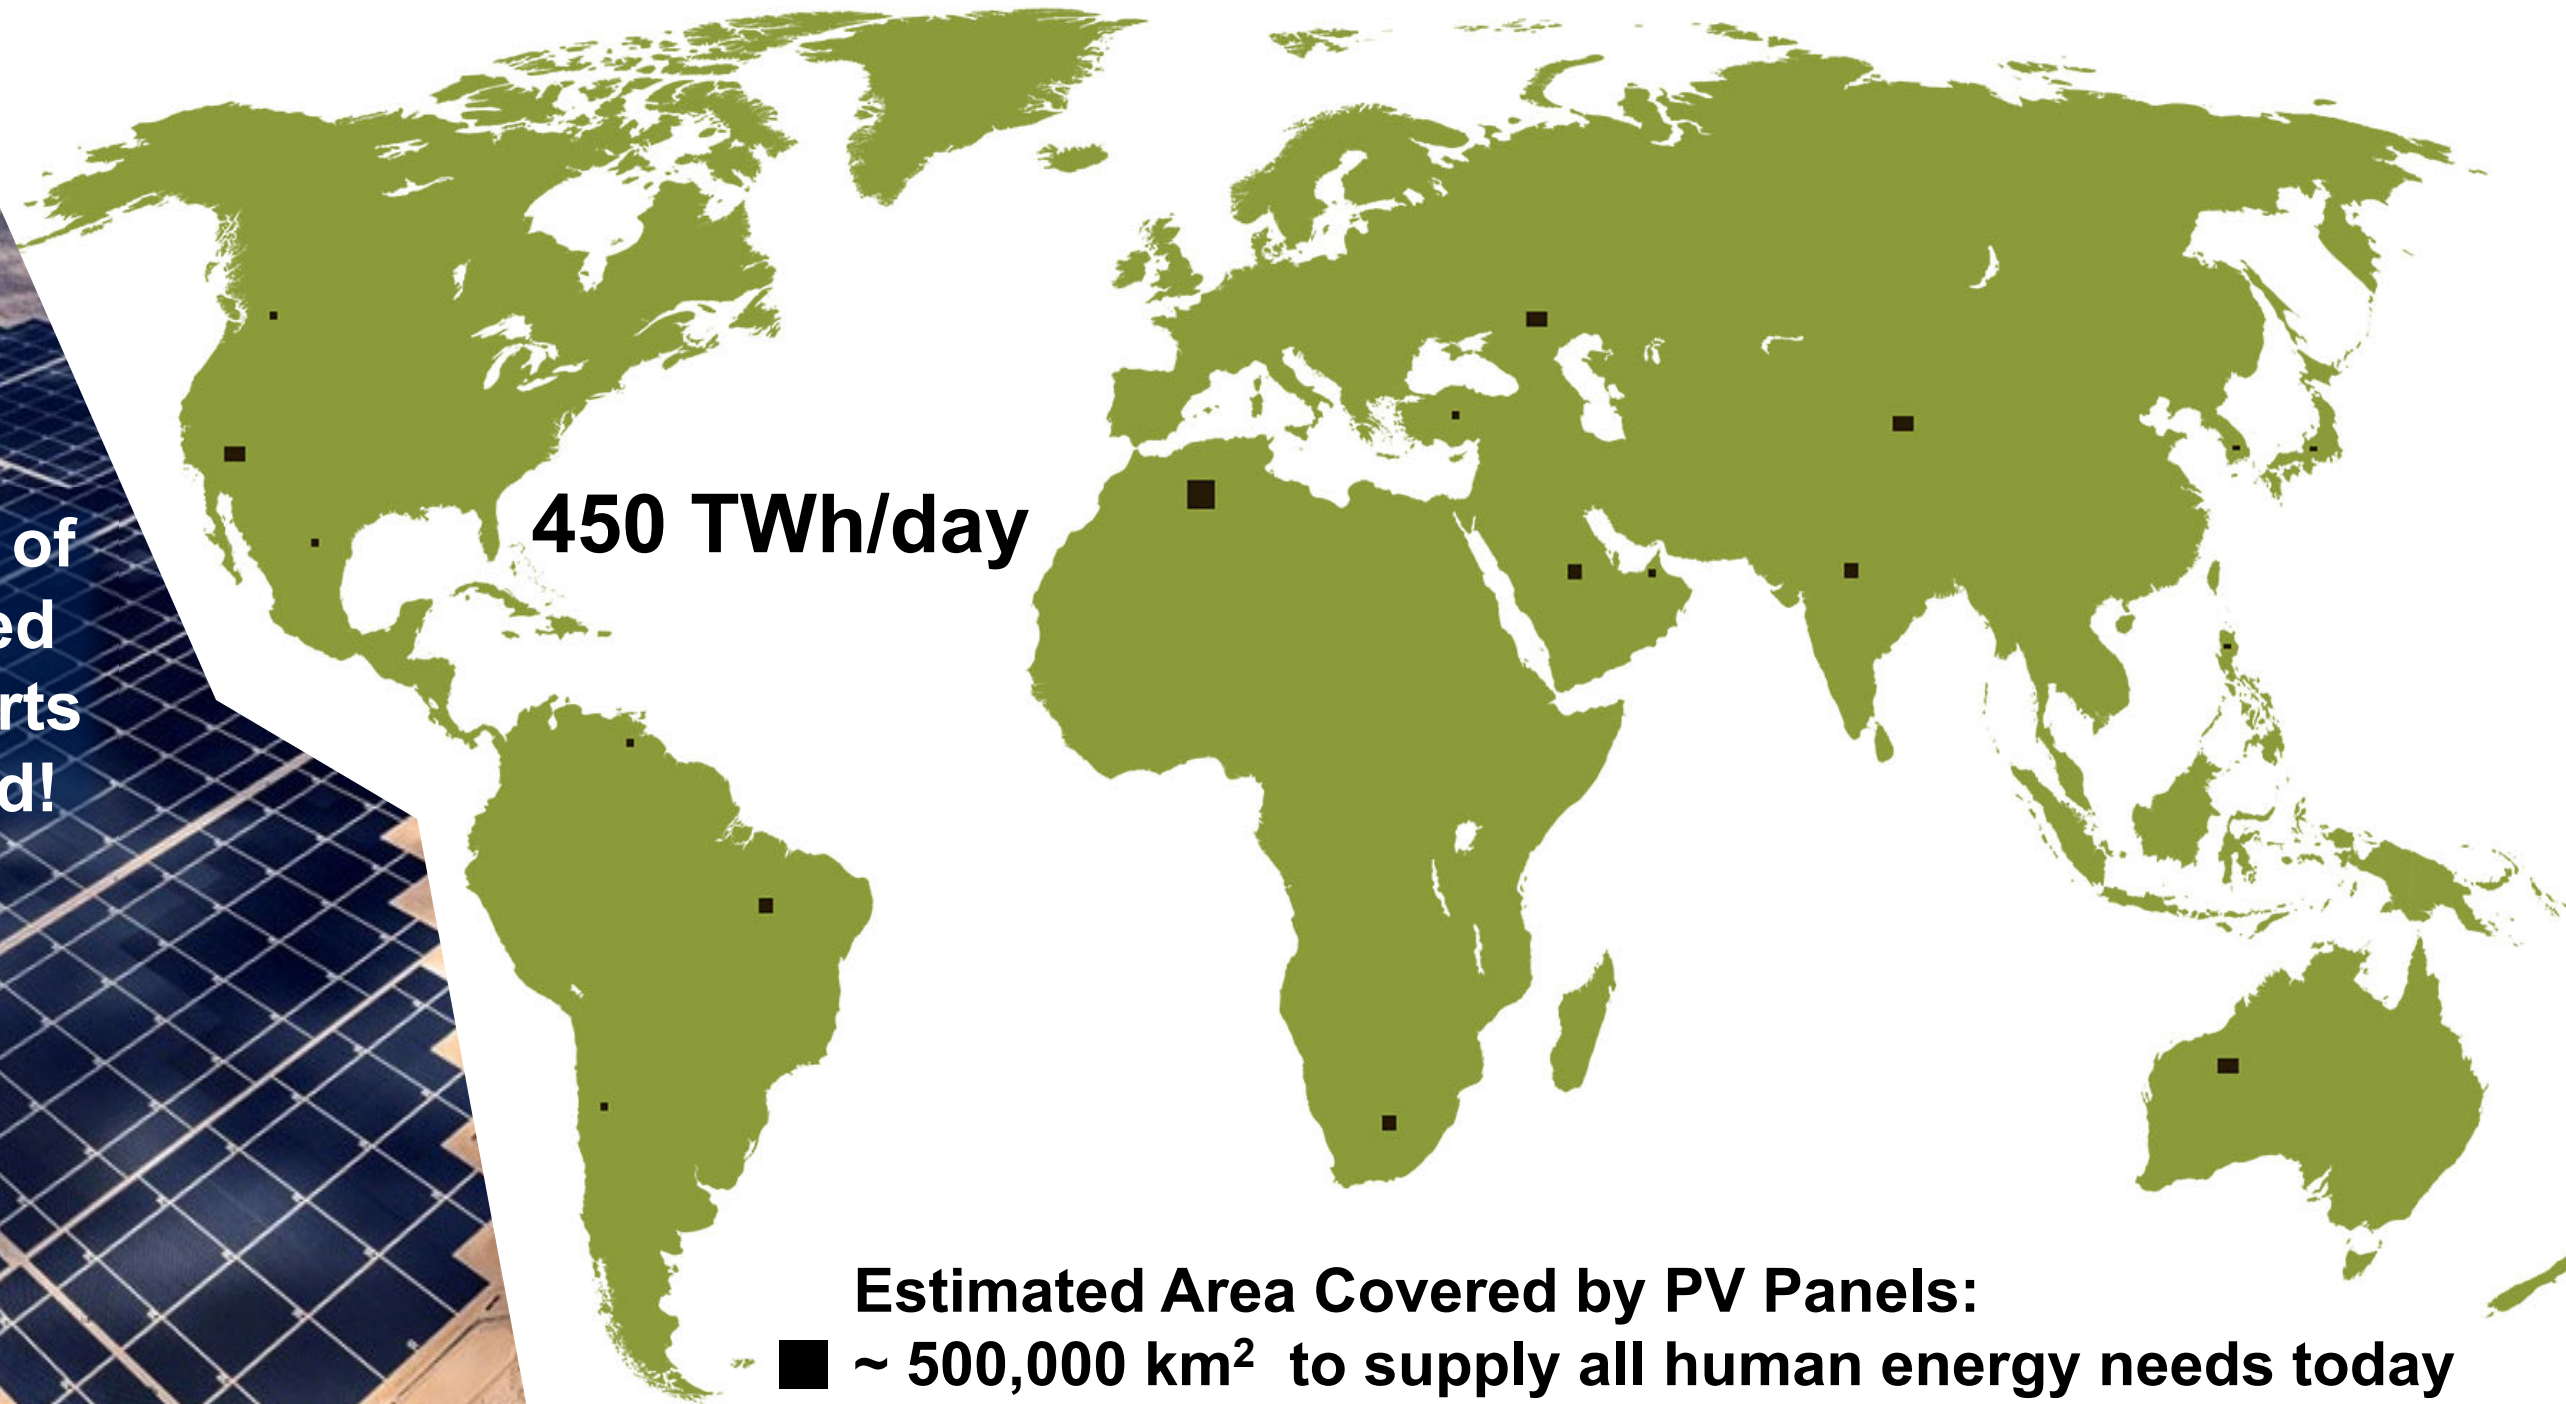 of
ed
rts
d!
450 TWh/day
Estimated Area Covered by PV Panels:
~ 500,000 km² to supply all human energy needs today